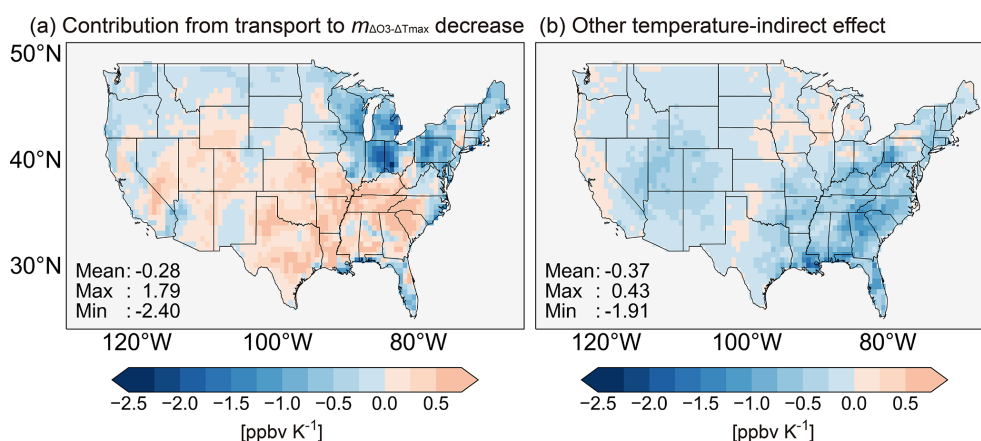 (a) Contribution from transport to mΔO3-ΔTmax decrease
(b) Other temperature-indirect effect
50°N
40°N
30°N
Mean: -0.28
Max : 1.79
Min : -2.40
Mean: -0.37
Max : 0.43
Min : -1.91
120°W 100°W 80°W
120°W 100°W 80°W
−2.5 −2.0 −1.5 −1.0 −0.5 0.0 0.5
−2.5 −2.0 −1.5 −1.0 −0.5 0.0 0.5
[ppbv K⁻¹]
[ppbv K⁻¹]